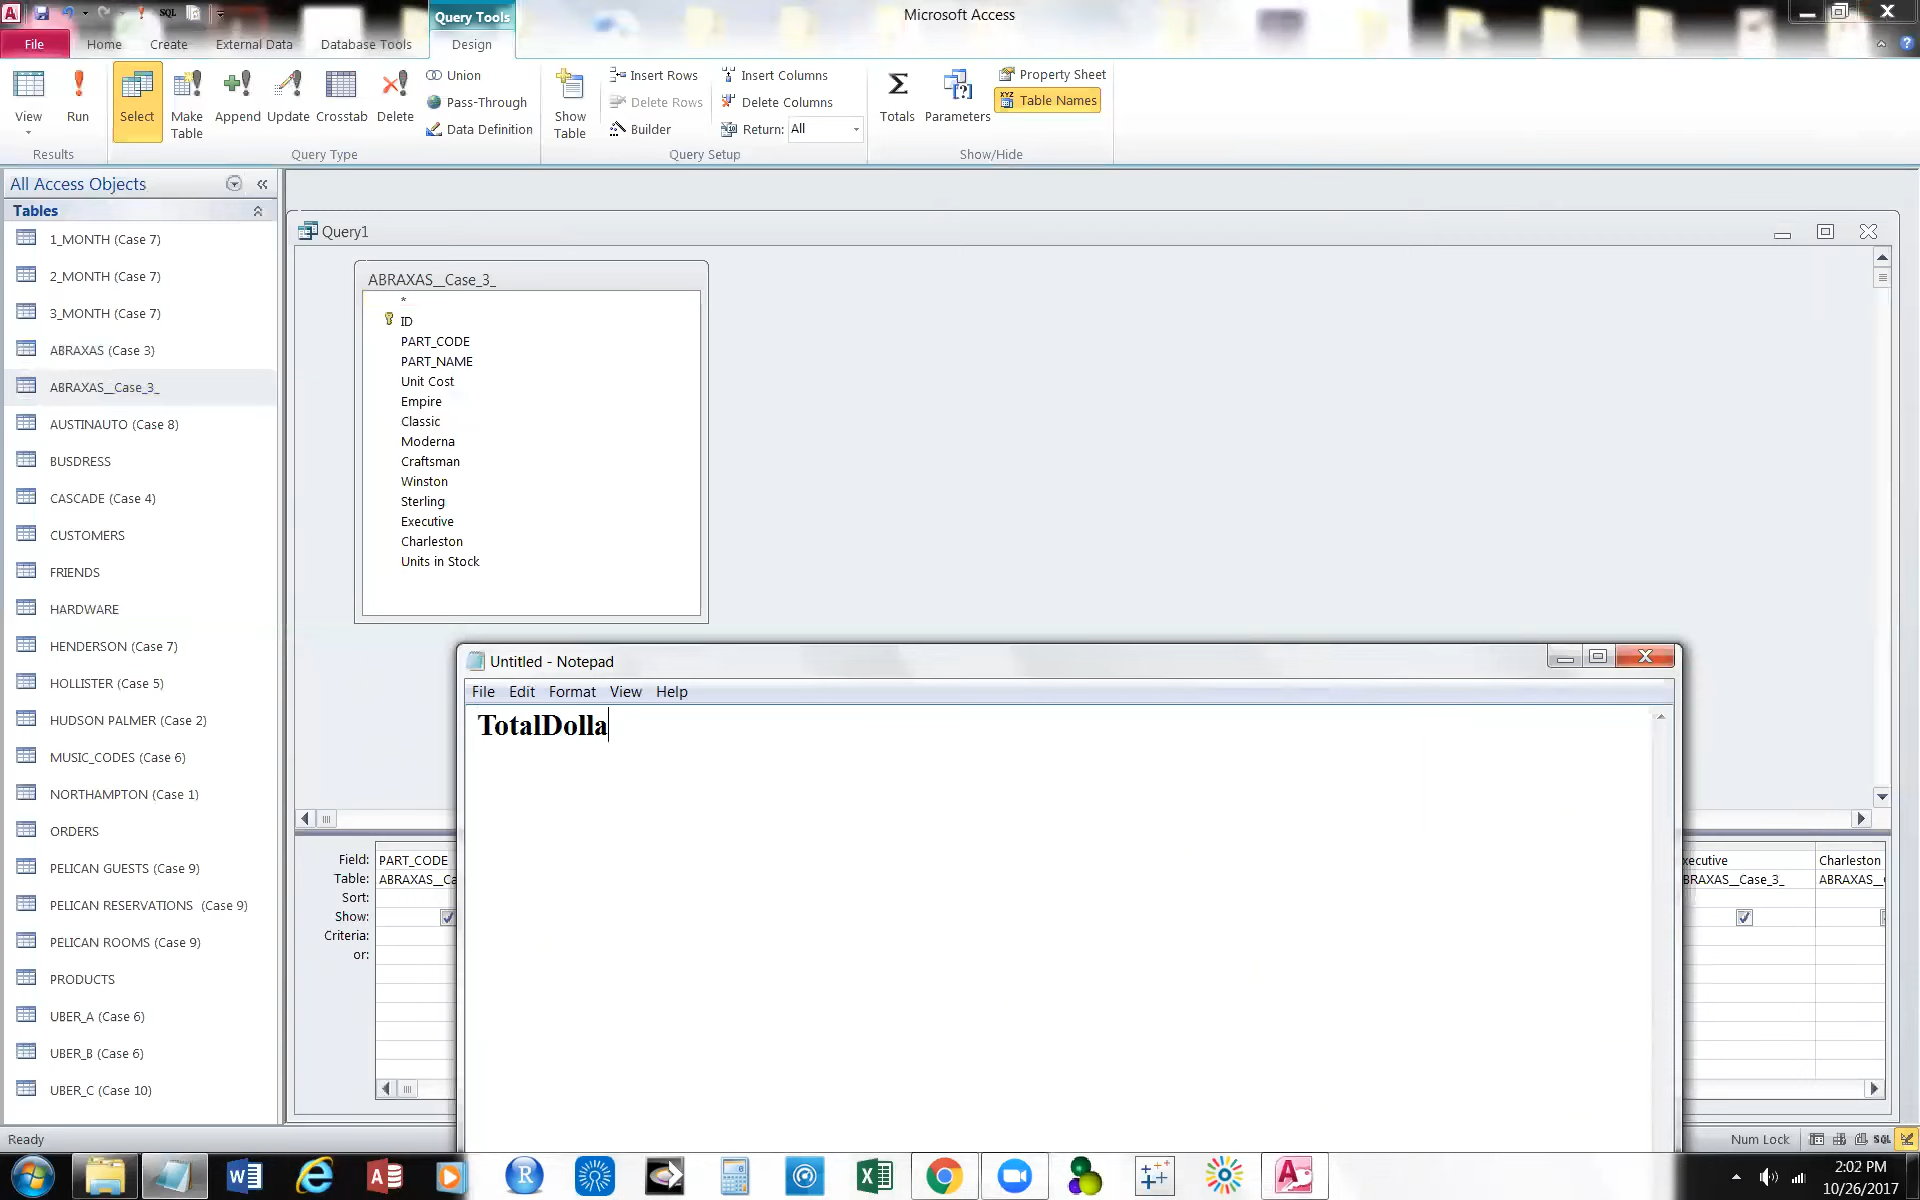 SQL
Query Tools
Microsoft Access
File
Home
Create
External Data
Database Tools
Design
View
Run
Select
Make Table
Append
Update
Crosstab
Delete
Union
Pass-Through
Data Definition
Show Table
Insert Rows
Delete Rows
Builder
Insert Columns
Delete Columns
Return: All
Totals
Parameters
Property Sheet
Table Names
Results
Query Type
Query Setup
Show/Hide
All Access Objects
Tables
1_MONTH (Case 7)
2_MONTH (Case 7)
3_MONTH (Case 7)
ABRAXAS (Case 3)
ABRAXAS__Case_3_
AUSTINAUTO (Case 8)
BUSDRESS
CASCADE (Case 4)
CUSTOMERS
FRIENDS
HARDWARE
HENDERSON (Case 7)
HOLLISTER (Case 5)
HUDSON PALMER (Case 2)
MUSIC_CODES (Case 6)
NORTHAMPTON (Case 1)
ORDERS
PELICAN GUESTS (Case 9)
PELICAN RESERVATIONS (Case 9)
PELICAN ROOMS (Case 9)
PRODUCTS
UBER_A (Case 6)
UBER_B (Case 6)
UBER_C (Case 10)
Query1
ABRAXAS__Case_3_
*
ID
PART_CODE
PART_NAME
Unit Cost
Empire
Classic
Moderna
Craftsman
Winston
Sterling
Executive
Charleston
Units in Stock
Untitled - Notepad
File Edit Format View Help
TotalDolla
Field: PART_CODE
Table: ABRAXAS__Ca
Sort:
Show:
Criteria:
or:
xecutive
BRAXAS__Case_3_
Charleston
ABRAXAS__
Ready
Num Lock
SQL
2:02 PM
10/26/2017